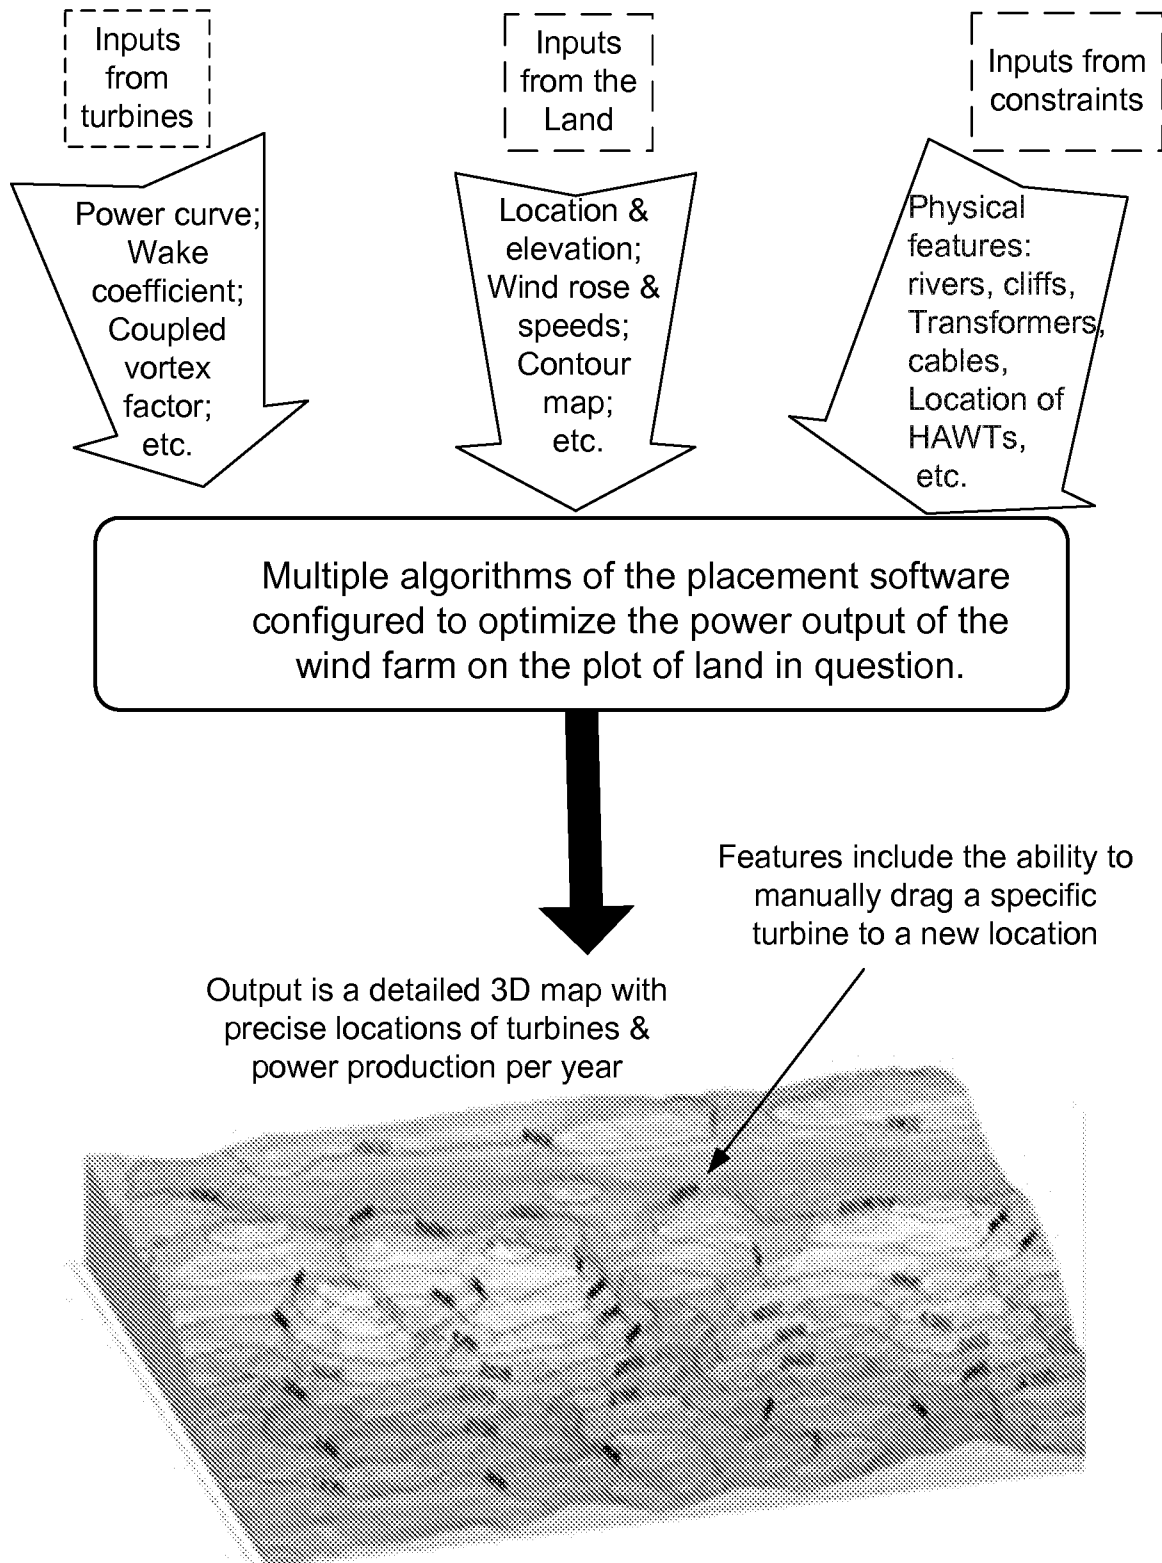 Inputs
from
turbines
Inputs
from the
Land
Inputs from
constraints
Power curve;
Wake
coefficient;
Coupled
vortex
factor;
etc.
Location &
elevation;
Wind rose &
speeds;
Contour
map;
etc.
Physical
features:
rivers, cliffs,
Transformers,
cables,
Location of
HAWTs,
etc.
Multiple algorithms of the placement software
configured to optimize the power output of the
wind farm on the plot of land in question.
Features include the ability to
manually drag a specific
turbine to a new location
Output is a detailed 3D map with
precise locations of turbines &
power production per year